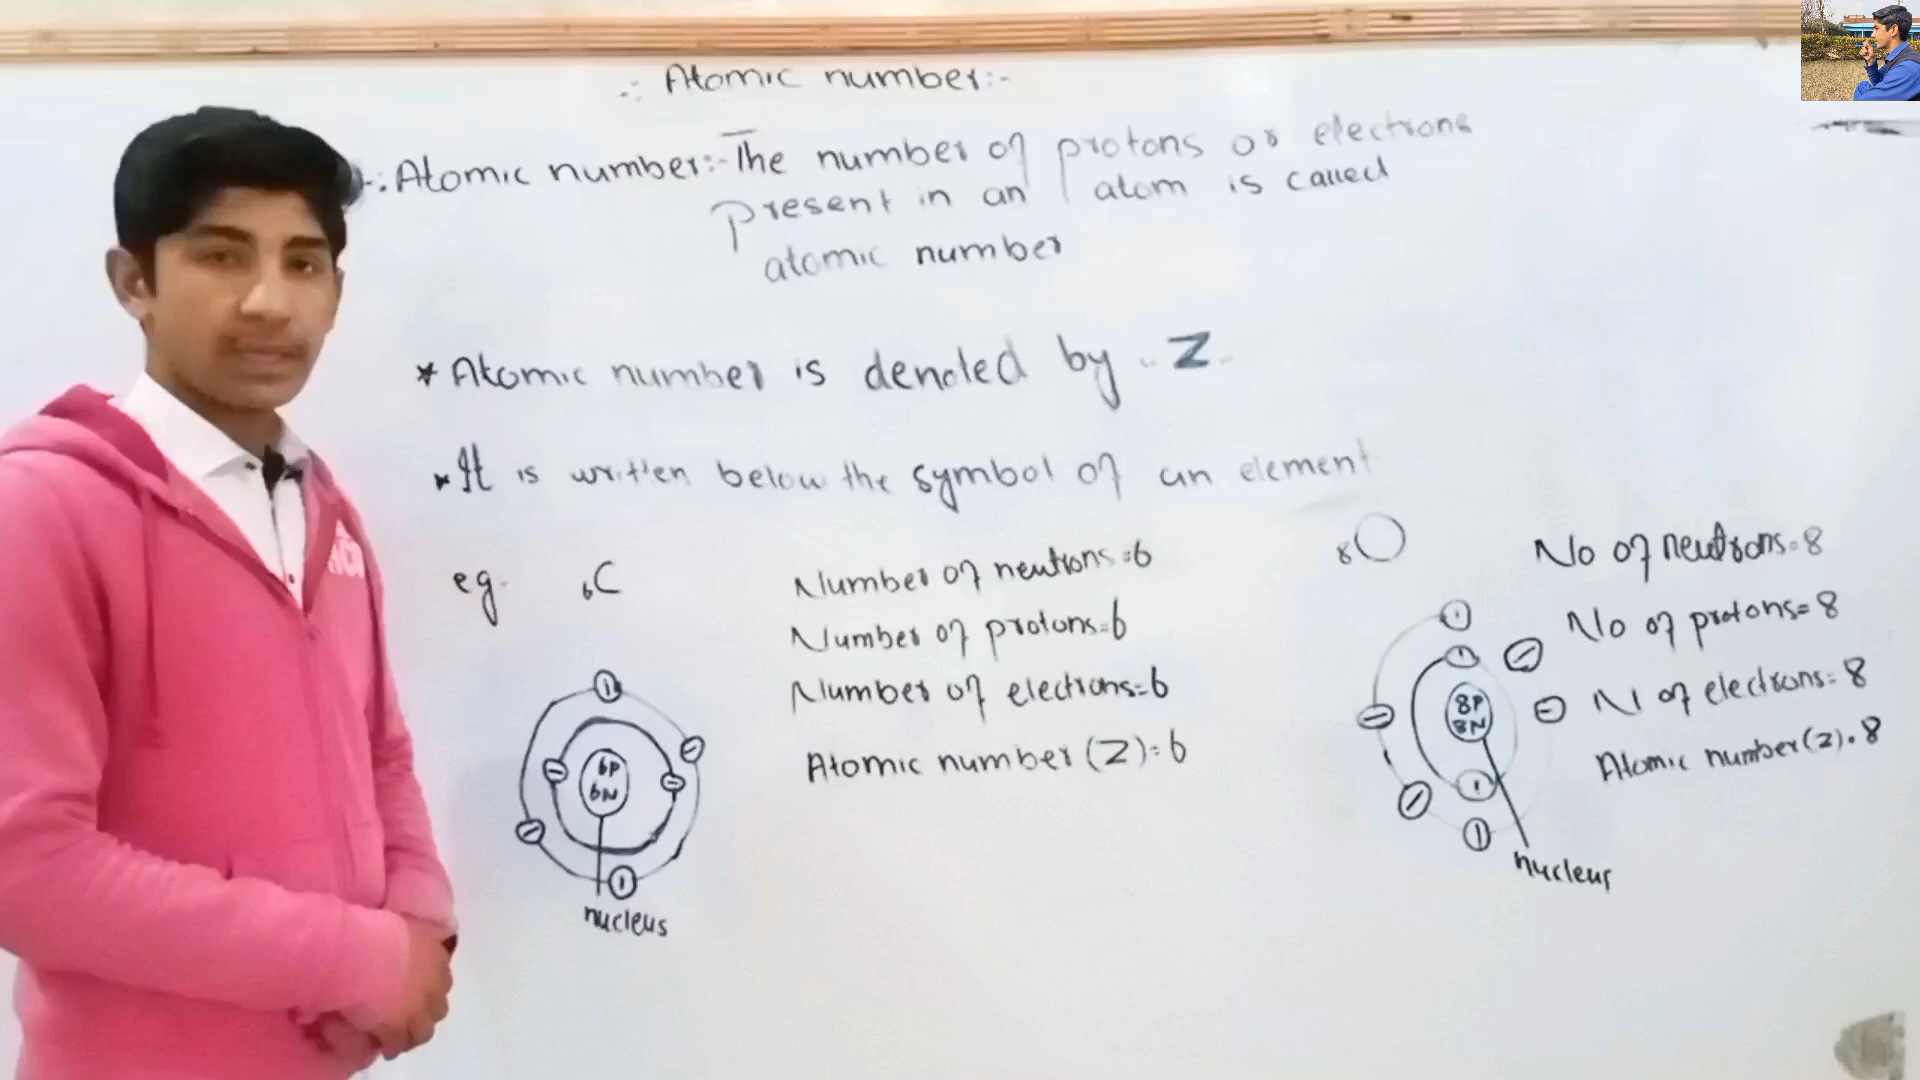 ∴ Atomic number:-
∴ Atomic number:- The number of protons or electrons
present in an atom is called
atomic number
* Atomic number is denoted by "Z"
* It is written below the symbol of an element
eg. ₆C
Number of neutrons=6
Number of protons=6
Number of electrons=6
Atomic number (Z)=6
6P
6N
nucleus
₈O
No of neutrons=8
No of protons=8
N1 of electrons=8
Atomic number(z)=8
8P
8N
nucleus